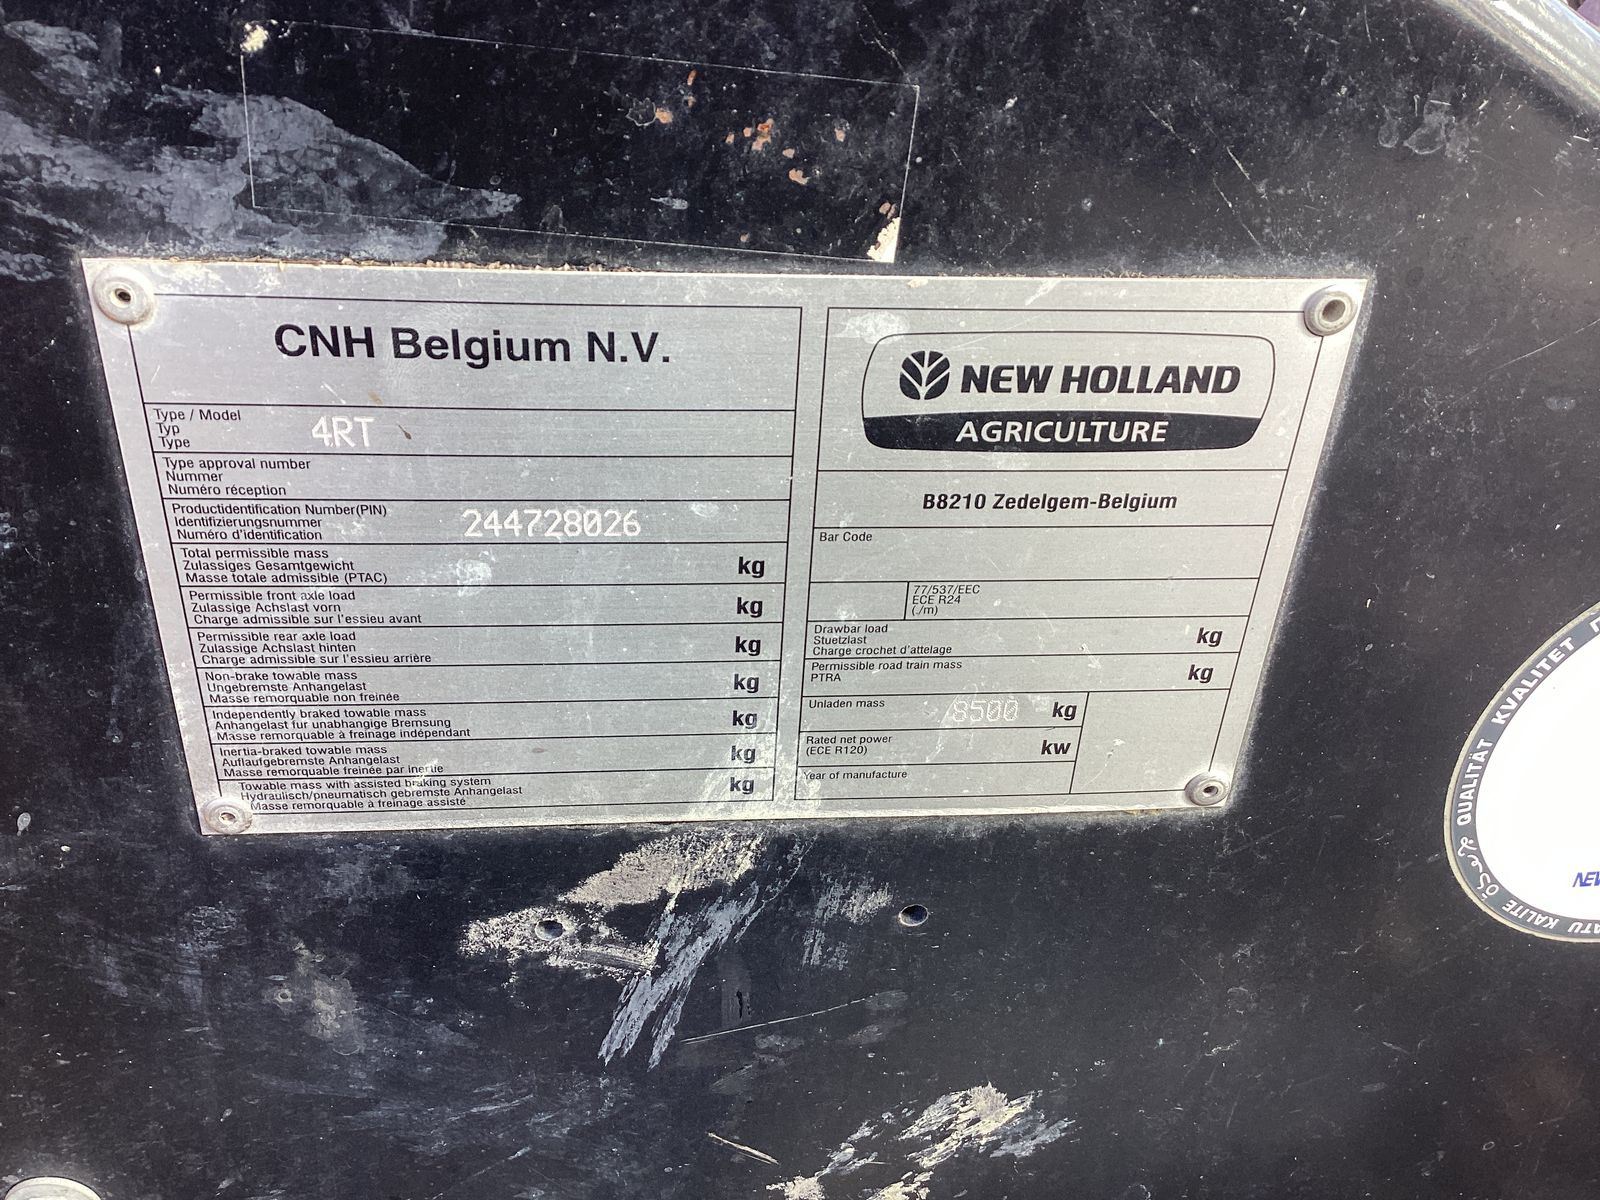 CNH Belgium N.V.
Type / Model
Typ
Type
4RT
Type approval number
Nummer
Numéro réception
Productidentification Number(PIN)
Identifizierungsnummer
Numéro d'identification
244728026
Total permissible mass
Zulassiges Gesamtgewicht
Masse totale admissible (PTAC)
kg
Permissible front axle load
Zulassige Achslast vorn
Charge admissible sur l'essieu avant
kg
Permissible rear axle load
Zulassige Achslast hinten
Charge admissible sur l'essieu arrière
kg
Non-brake towable mass
Ungebremste Anhangelast
Masse remorquable non freinée
kg
Independently braked towable mass
Anhangelast fur unabhangige Bremsung
Masse remorquable à freinage indépendant
kg
Inertia-braked towable mass
Auflaufgebremste Anhangelast
Masse remorquable freinée par inertie
kg
Towable mass with assisted braking system
Hydraulisch/pneumatisch gebremste Anhangelast
Masse remorquable à freinage assisté
kg
NEW HOLLAND
AGRICULTURE
B8210 Zedelgem-Belgium
Bar Code
77/537/EEC
ECE R24
(./m)
Drawbar load
Stuetzlast
Charge crochet d'attelage
kg
Permissible road train mass
PTRA
kg
Unladen mass
8500 kg
Rated net power
(ECE R120)
kw
Year of manufacture
KALITE QUALITÄT KVALITET
NEW